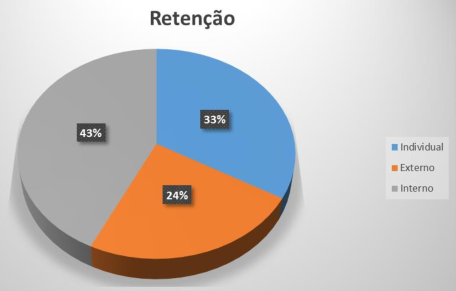 Retenção
33%
43%
24%
Individual
Externo
Interno